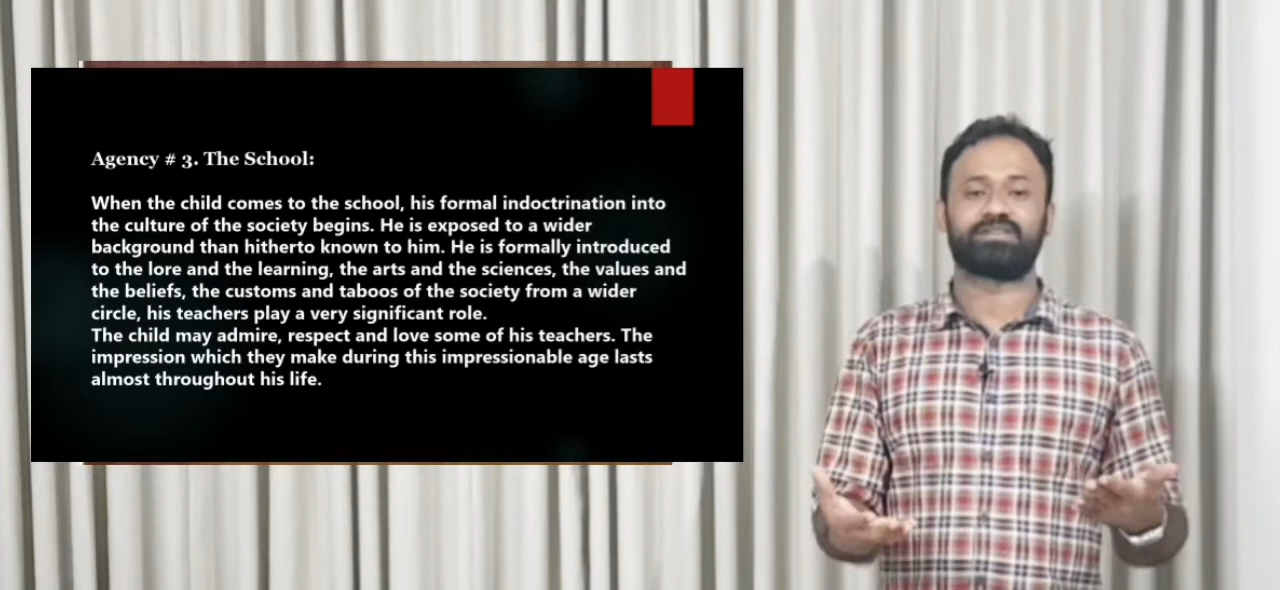 Agency # 3. The School:
When the child comes to the school, his formal indoctrination into
the culture of the society begins. He is exposed to a wider
background than hitherto known to him. He is formally introduced
to the lore and the learning, the arts and the sciences, the values and
the beliefs, the customs and taboos of the society from a wider
circle, his teachers play a very significant role.
The child may admire, respect and love some of his teachers. The
impression which they make during this impressionable age lasts
almost throughout his life.